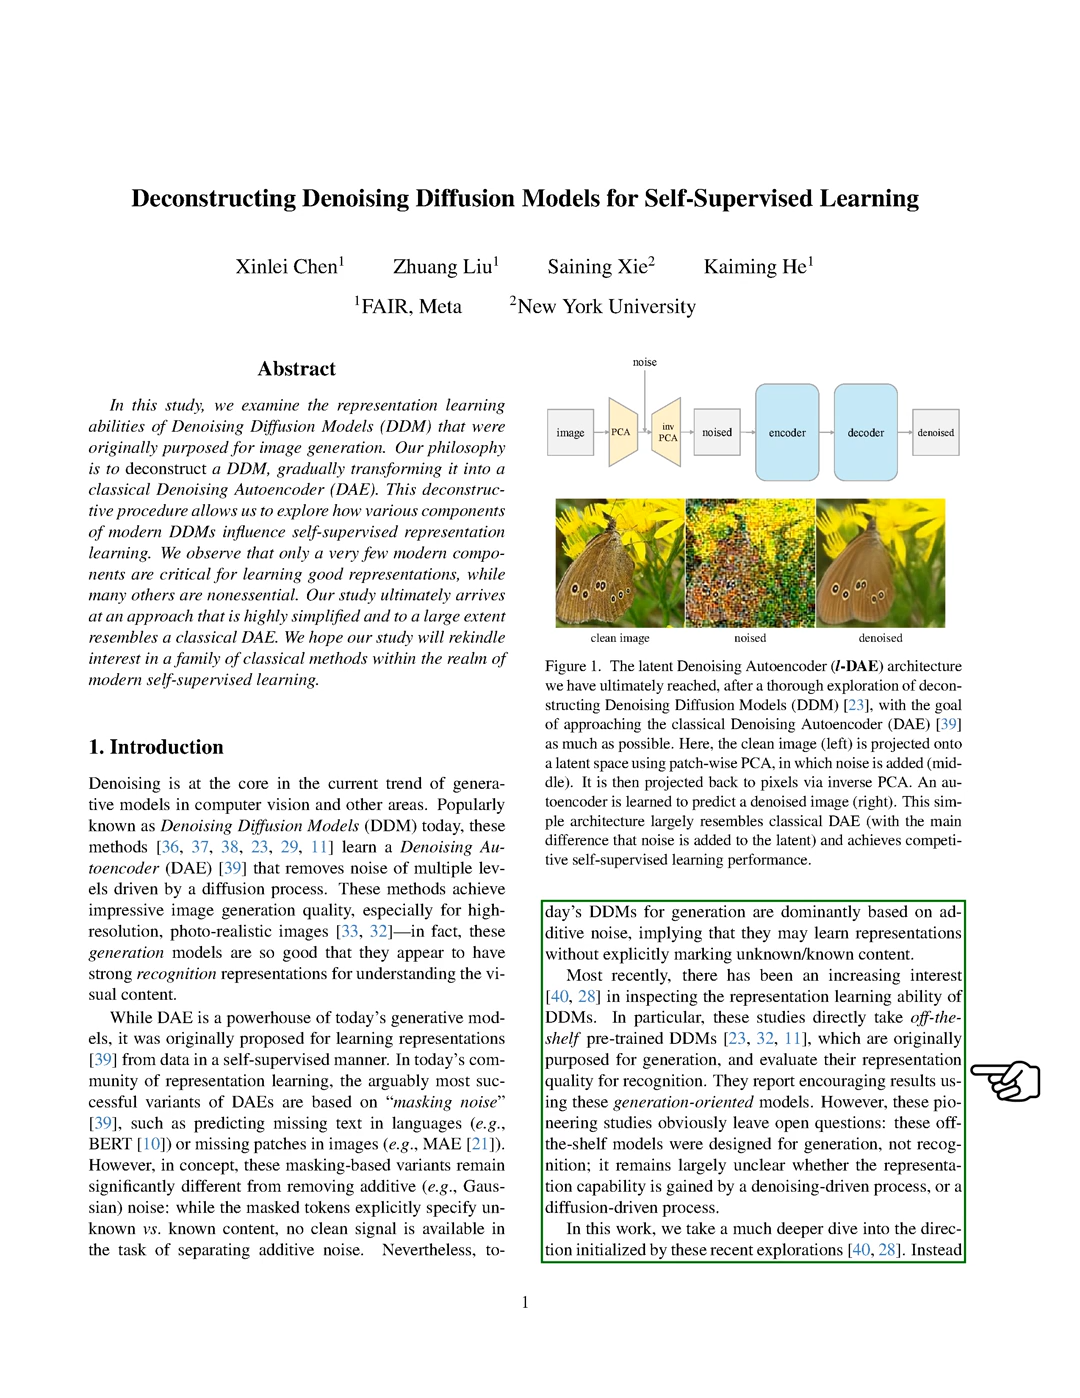 Deconstructing Denoising Diffusion Models for Self-Supervised Learning
Xinlei Chen1 Zhuang Liu1 Saining Xie2 Kaiming He1
1FAIR, Meta 2New York University
Abstract
In this study, we examine the representation learning
abilities of Denoising Diffusion Models (DDM) that were
originally purposed for image generation. Our philosophy
is to deconstruct a DDM, gradually transforming it into a
classical Denoising Autoencoder (DAE). This deconstruc-
tive procedure allows us to explore how various components
of modern DDMs influence self-supervised representation
learning. We observe that only a very few modern compo-
nents are critical for learning good representations, while
many others are nonessential. Our study ultimately arrives
at an approach that is highly simplified and to a large extent
resembles a classical DAE. We hope our study will rekindle
interest in a family of classical methods within the realm of
modern self-supervised learning.
1. Introduction
Denoising is at the core in the current trend of genera-
tive models in computer vision and other areas. Popularly
known as Denoising Diffusion Models (DDM) today, these
methods [36, 37, 38, 23, 29, 11] learn a Denoising Au-
toencoder (DAE) [39] that removes noise of multiple lev-
els driven by a diffusion process. These methods achieve
impressive image generation quality, especially for high-
resolution, photo-realistic images [33, 32]—in fact, these
generation models are so good that they appear to have
strong recognition representations for understanding the vi-
sual content.
While DAE is a powerhouse of today's generative mod-
els, it was originally proposed for learning representations
[39] from data in a self-supervised manner. In today's com-
munity of representation learning, the arguably most suc-
cessful variants of DAEs are based on “masking noise”
[39], such as predicting missing text in languages (e.g.,
BERT [10]) or missing patches in images (e.g., MAE [21]).
However, in concept, these masking-based variants remain
significantly different from removing additive (e.g., Gaus-
sian) noise: while the masked tokens explicitly specify un-
known vs. known content, no clean signal is available in
the task of separating additive noise. Nevertheless, to-
noise
image PCA inv PCA noised encoder decoder denoised
clean image noised denoised
Figure 1. The latent Denoising Autoencoder (l-DAE) architecture
we have ultimately reached, after a thorough exploration of decon-
structing Denoising Diffusion Models (DDM) [23], with the goal
of approaching the classical Denoising Autoencoder (DAE) [39]
as much as possible. Here, the clean image (left) is projected onto
a latent space using patch-wise PCA, in which noise is added (mid-
dle). It is then projected back to pixels via inverse PCA. An au-
toencoder is learned to predict a denoised image (right). This sim-
ple architecture largely resembles classical DAE (with the main
difference that noise is added to the latent) and achieves competi-
tive self-supervised learning performance.
day's DDMs for generation are dominantly based on ad-
ditive noise, implying that they may learn representations
without explicitly marking unknown/known content.
Most recently, there has been an increasing interest
[40, 28] in inspecting the representation learning ability of
DDMs. In particular, these studies directly take off-the-
shelf pre-trained DDMs [23, 32, 11], which are originally
purposed for generation, and evaluate their representation
quality for recognition. They report encouraging results us-
ing these generation-oriented models. However, these pio-
neering studies obviously leave open questions: these off-
the-shelf models were designed for generation, not recog-
nition; it remains largely unclear whether the representa-
tion capability is gained by a denoising-driven process, or a
diffusion-driven process.
In this work, we take a much deeper dive into the direc-
tion initialized by these recent explorations [40, 28]. Instead
1